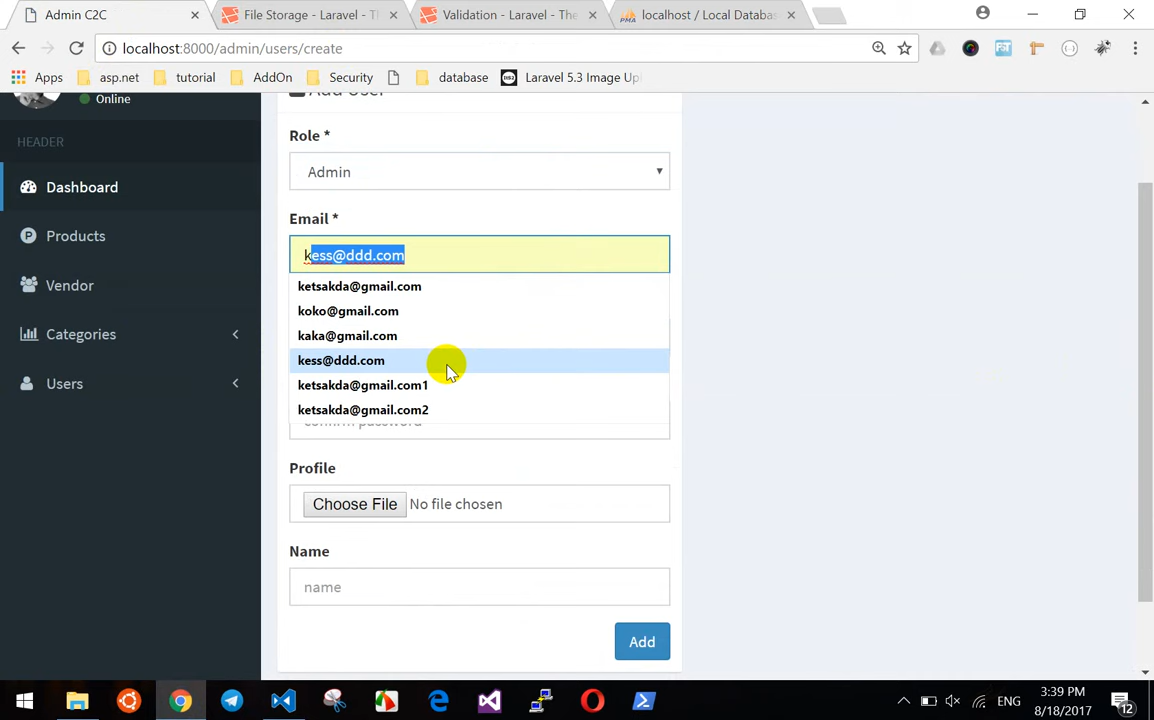 Admin C2C
File Storage - Laravel - Th
Validation - Laravel - The
localhost / Local Databas
localhost:8000/admin/users/create
Apps
asp.net
tutorial
AddOn
Security
database
Laravel 5.3 Image Upl
Online
HEADER
Dashboard
Products
Vendor
Categories
Users
Add User
Role *
Admin
Email *
kess@ddd.com
ketsakda@gmail.com
koko@gmail.com
kaka@gmail.com
kess@ddd.com
ketsakda@gmail.com1
ketsakda@gmail.com2
confirm password
Profile
Choose File No file chosen
Name
name
Add
ENG
3:39 PM
8/18/2017
12